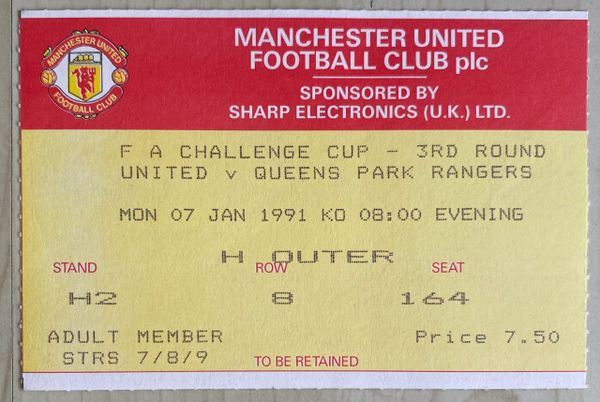 MANCHESTER UNITED
FOOTBALL CLUB
MANCHESTER UNITED
FOOTBALL CLUB plc
SPONSORED BY
SHARP ELECTRONICS (U.K.) LTD.
F A CHALLENGE CUP - 3RD ROUND
UNITED v QUEENS PARK RANGERS
MON 07 JAN 1991 KO 08:00 EVENING
H OUTER
STAND ROW SEAT
H2 8 164
ADULT MEMBER Price 7.50
STRS 7/8/9
TO BE RETAINED